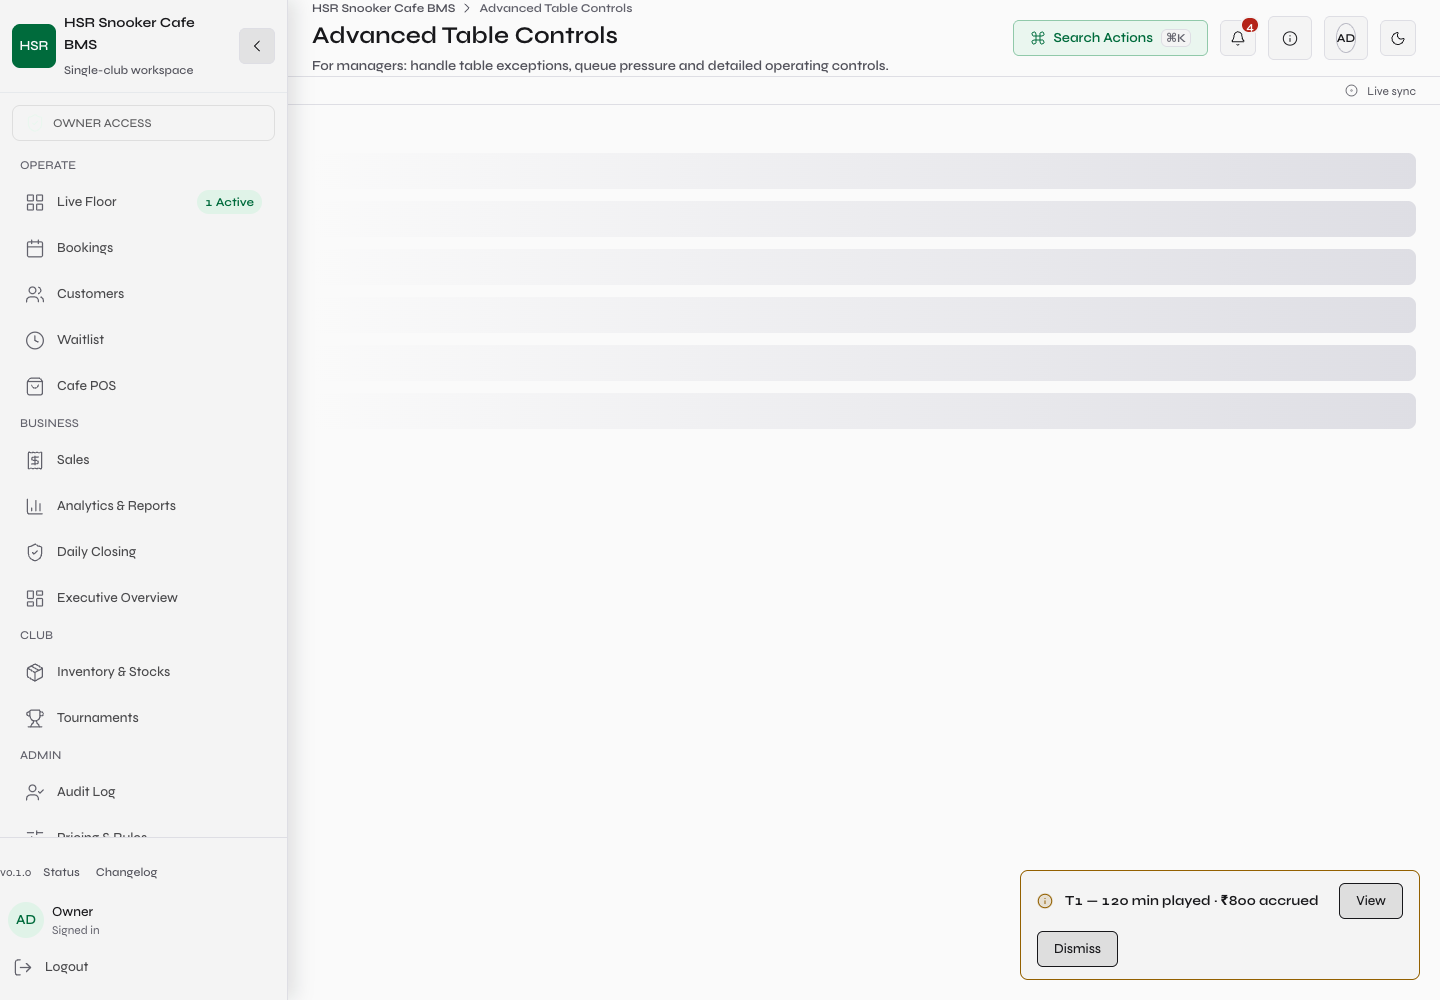 HSR
HSR Snooker Cafe
BMS
Single-club workspace
OWNER ACCESS
OPERATE
Live Floor
1 Active
Bookings
Customers
Waitlist
Cafe POS
BUSINESS
Sales
Analytics & Reports
Daily Closing
Executive Overview
CLUB
Inventory & Stocks
Tournaments
ADMIN
Audit Log
Pricing & Rules
v0.1.0
Status
Changelog
AD
Owner
Signed in
Logout
HSR Snooker Cafe BMS > Advanced Table Controls
Advanced Table Controls
For managers: handle table exceptions, queue pressure and detailed operating controls.
Search Actions ⌘K
4
AD
Live sync
T1 — 120 min played · ₹800 accrued
View
Dismiss